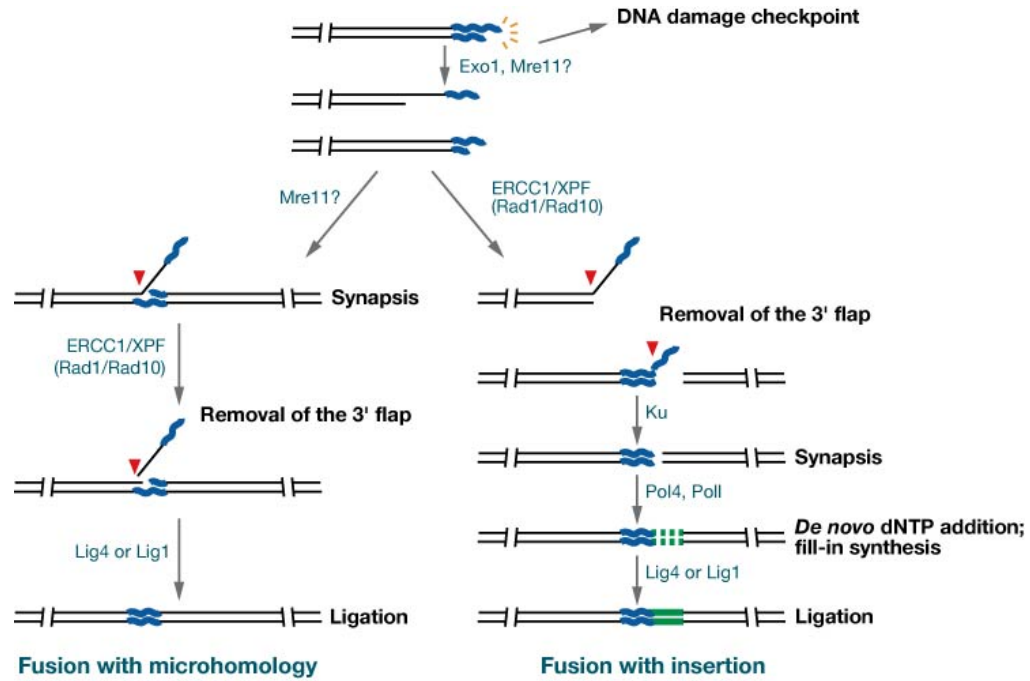 DNA damage checkpoint
Exo1, Mre11?
Mre11?
ERCC1/XPF
(Rad1/Rad10)
Synapsis
Removal of the 3' flap
ERCC1/XPF
(Rad1/Rad10)
Removal of the 3' flap
Ku
Synapsis
Pol4, Poll
Lig4 or Lig1
De novo dNTP addition;
fill-in synthesis
Lig4 or Lig1
Ligation
Ligation
Fusion with microhomology
Fusion with insertion